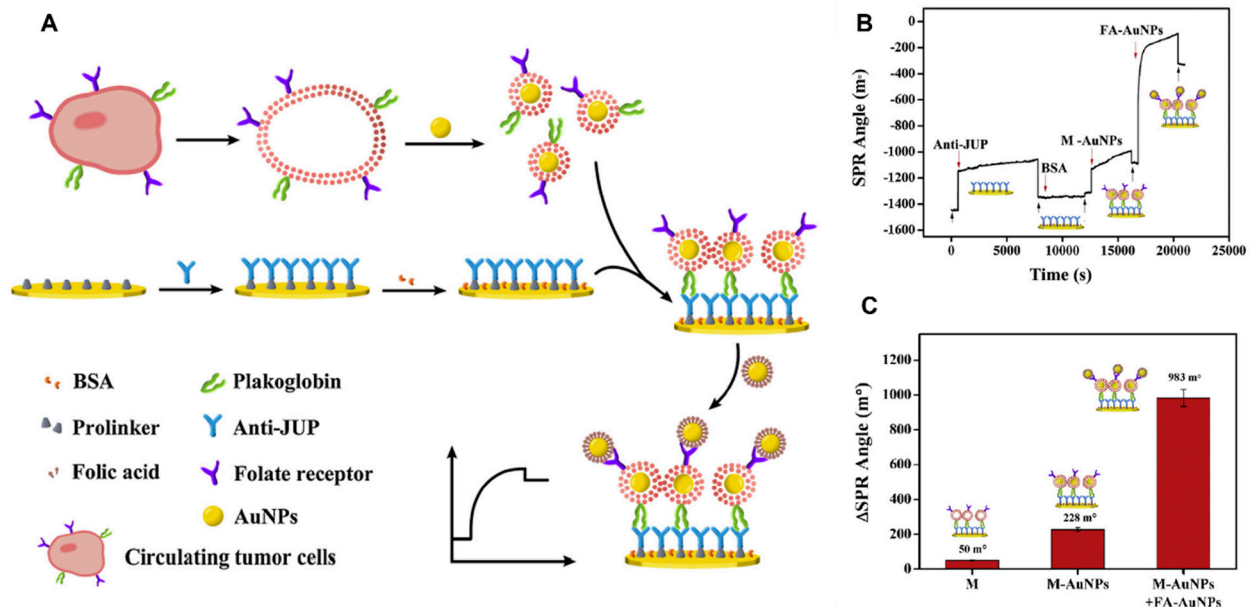 A
BSA
Prolinker
Folic acid
Plakoglobin
Anti-JUP
Folate receptor
AuNPs
Circulating tumor cells
B
SPR Angle (m°)
0
-200
-400
-600
-800
-1000
-1200
-1400
-1600
Anti-JUP
BSA
M -AuNPs
FA-AuNPs
0
5000
10000
15000
20000
25000
Time (s)
C
ΔSPR Angle (m°)
1200
1000
800
600
400
200
0
50 m°
228 m°
983 m°
M
M-AuNPs
M-AuNPs
+FA-AuNPs